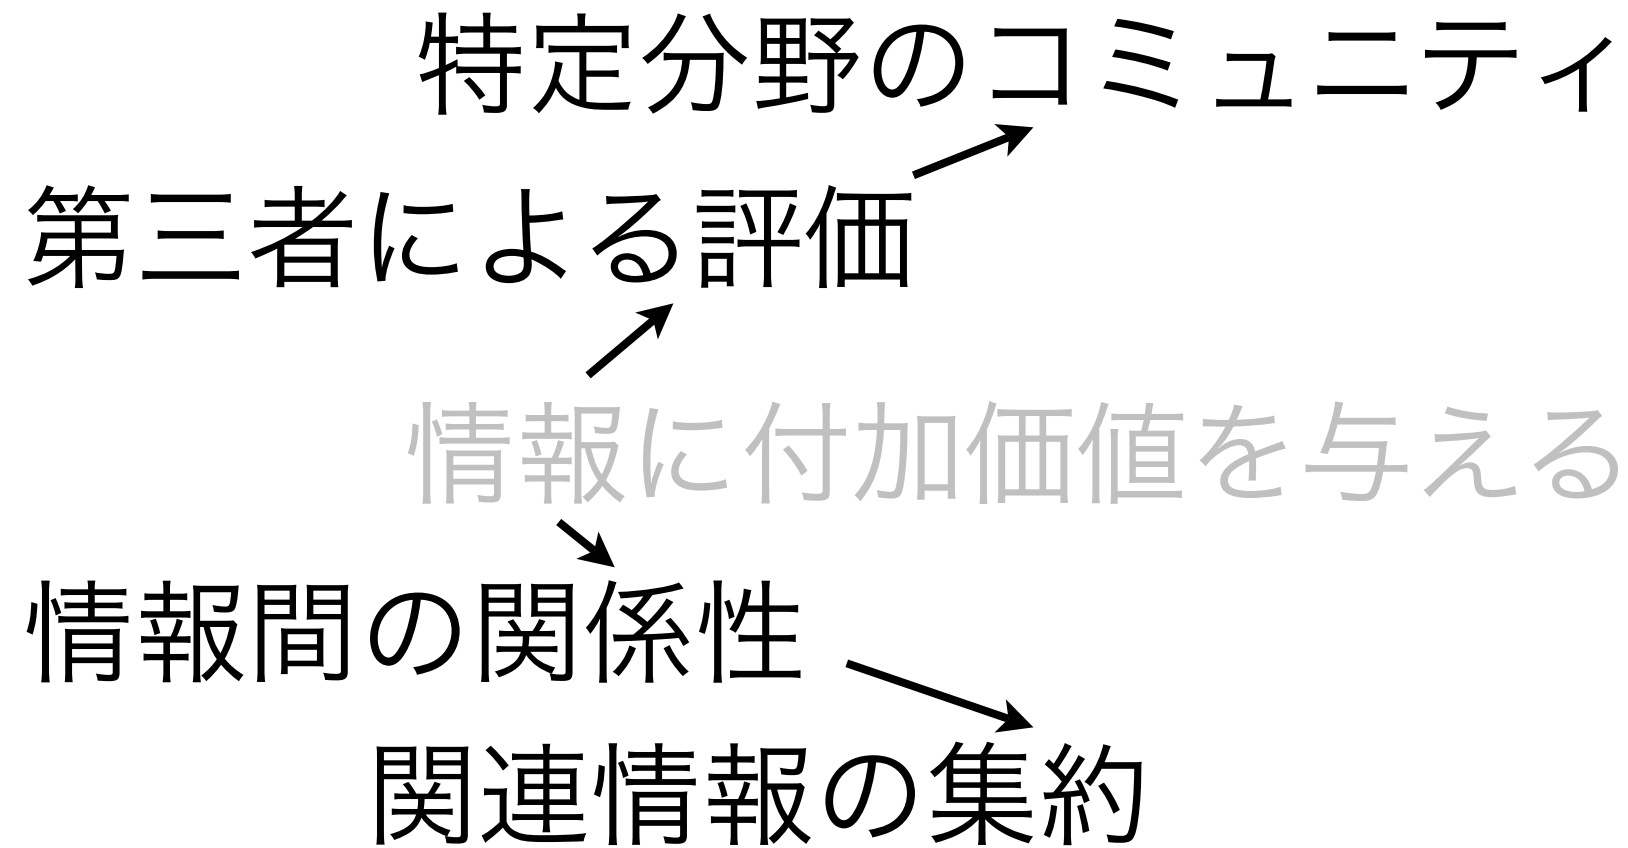 特定分野のコミュニティ
第三者による評価
情報に付加価値を与える
情報間の関係性
関連情報の集約